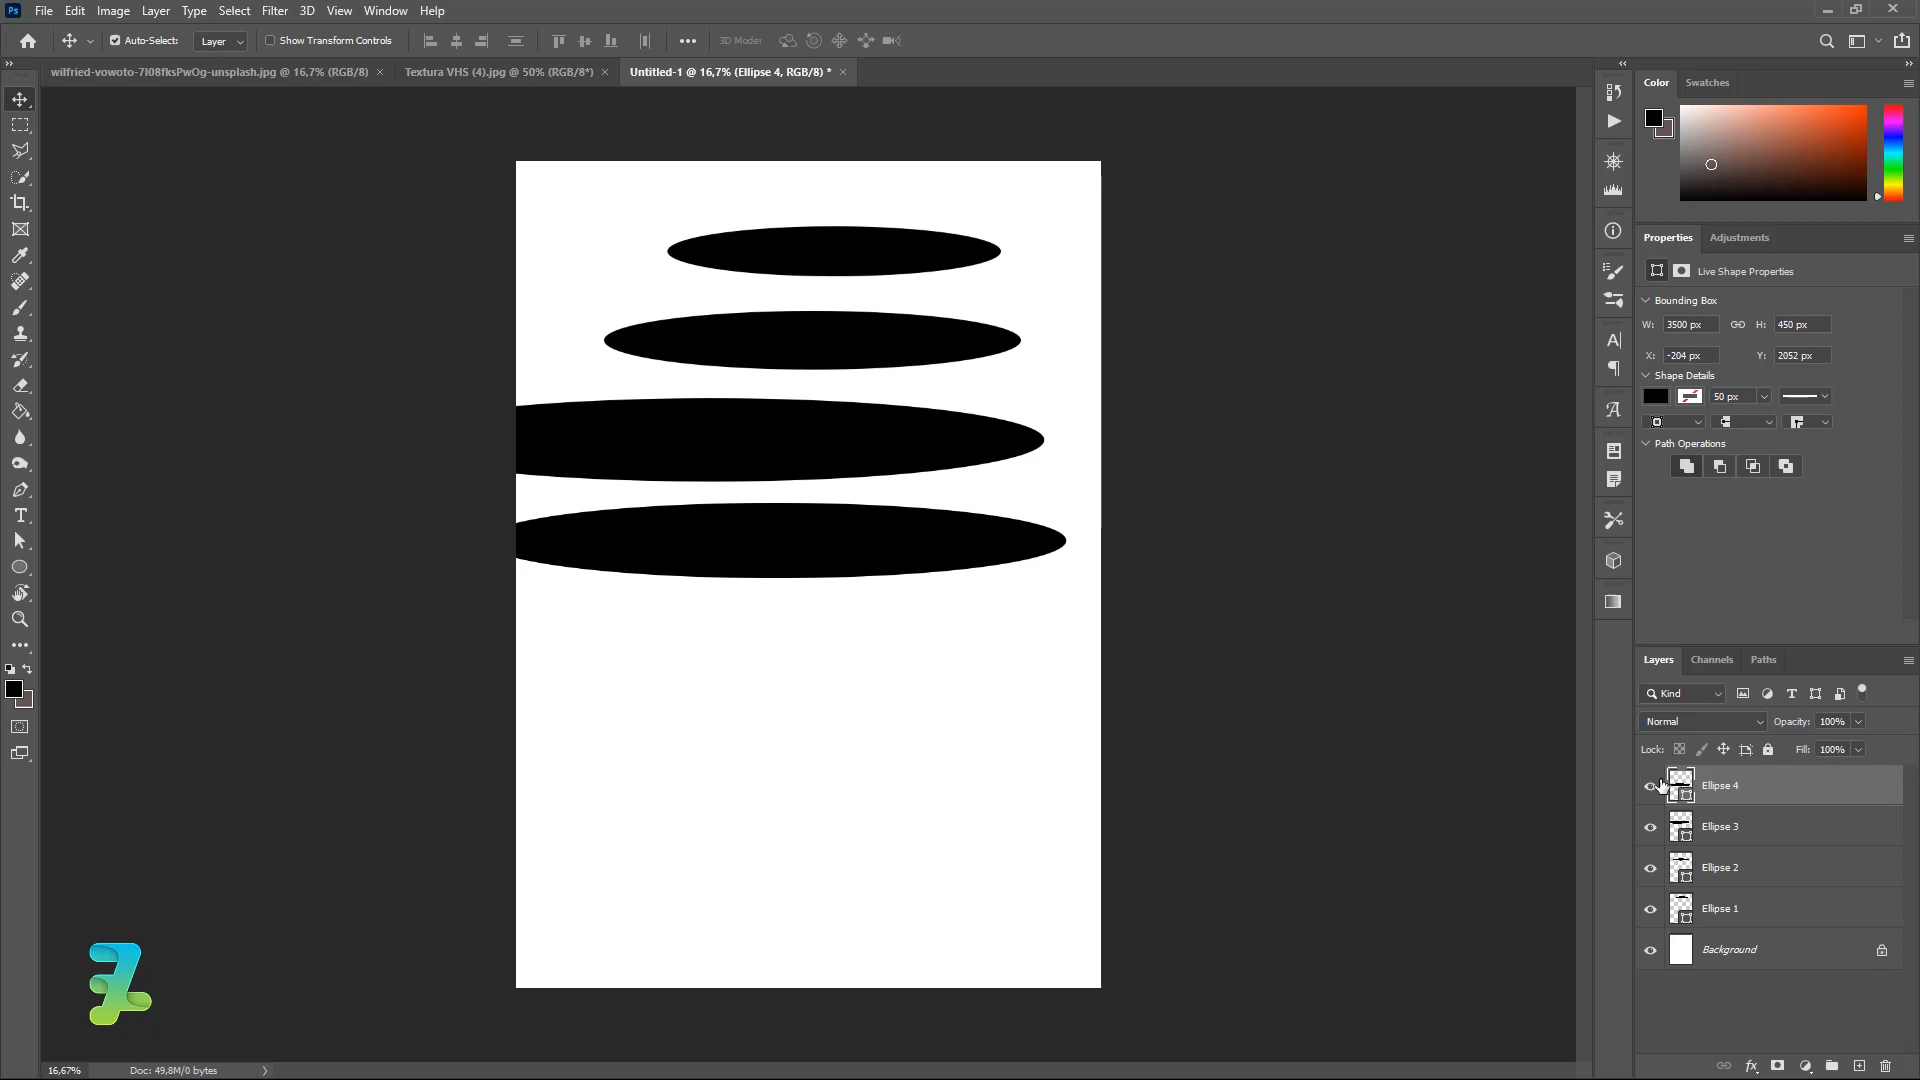 Ps File Edit Image Layer Type Select Filter 3D View Window Help
Auto-Select: Layer Show Transform Controls 3D Mode:
wilfried-vowoto-7I08fksPwOg-unsplash.jpg @ 16,7% (RGB/8) × Textura VHS (4).jpg @ 50% (RGB/8*) × Untitled-1 @ 16,7% (Ellipse 4, RGB/8) * ×
Color Swatches
Properties Adjustments
Live Shape Properties
Bounding Box
W: 3500 px H: 450 px
X: -204 px Y: 2052 px
Shape Details
50 px
Path Operations
Layers Channels Paths
Kind
Normal Opacity: 100%
Lock: Fill: 100%
Ellipse 4
Ellipse 3
Ellipse 2
Ellipse 1
Background
16,67% Doc: 49,8M/0 bytes